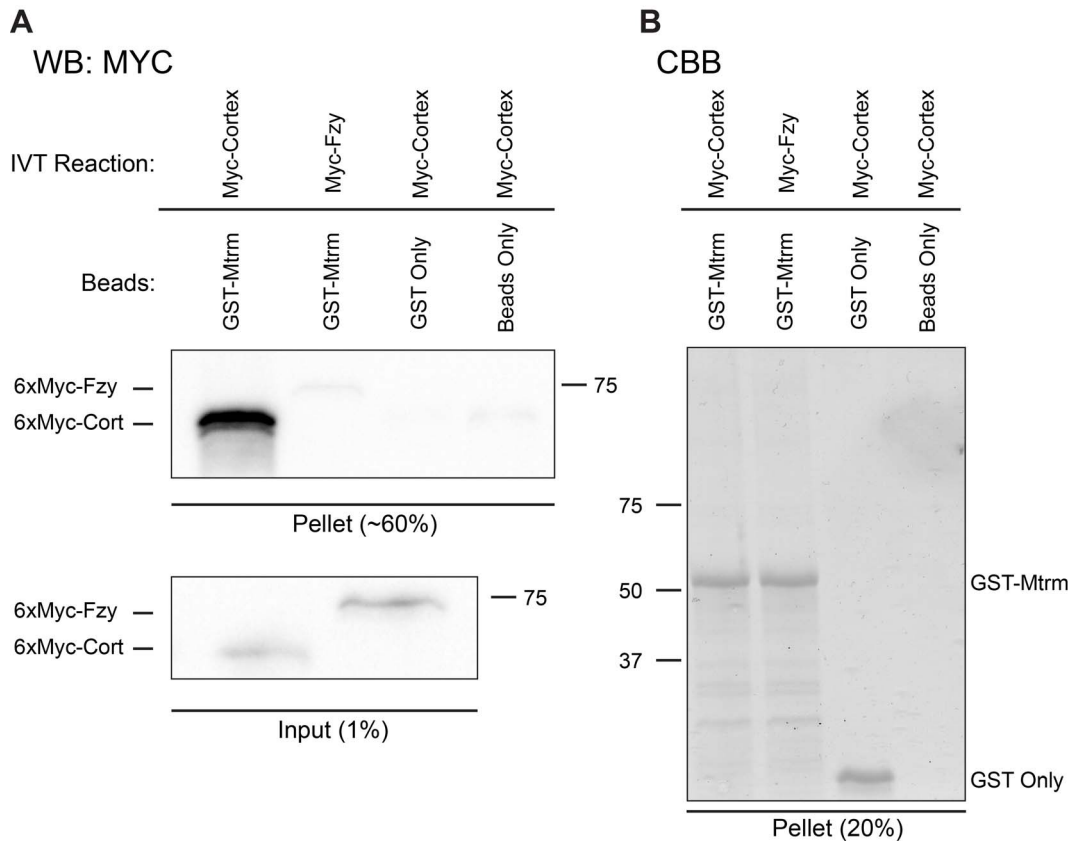 A
WB: MYC
IVT Reaction:
Myc-Cortex
Myc-Fzy
Myc-Cortex
Myc-Cortex
Beads:
GST-Mtrm
GST-Mtrm
GST Only
Beads Only
6xMyc-Fzy
6xMyc-Cort
75
Pellet (~60%)
6xMyc-Fzy
6xMyc-Cort
75
Input (1%)
B
CBB
Myc-Cortex
Myc-Fzy
Myc-Cortex
Myc-Cortex
GST-Mtrm
GST-Mtrm
GST Only
Beads Only
75
50
37
GST-Mtrm
GST Only
Pellet (20%)